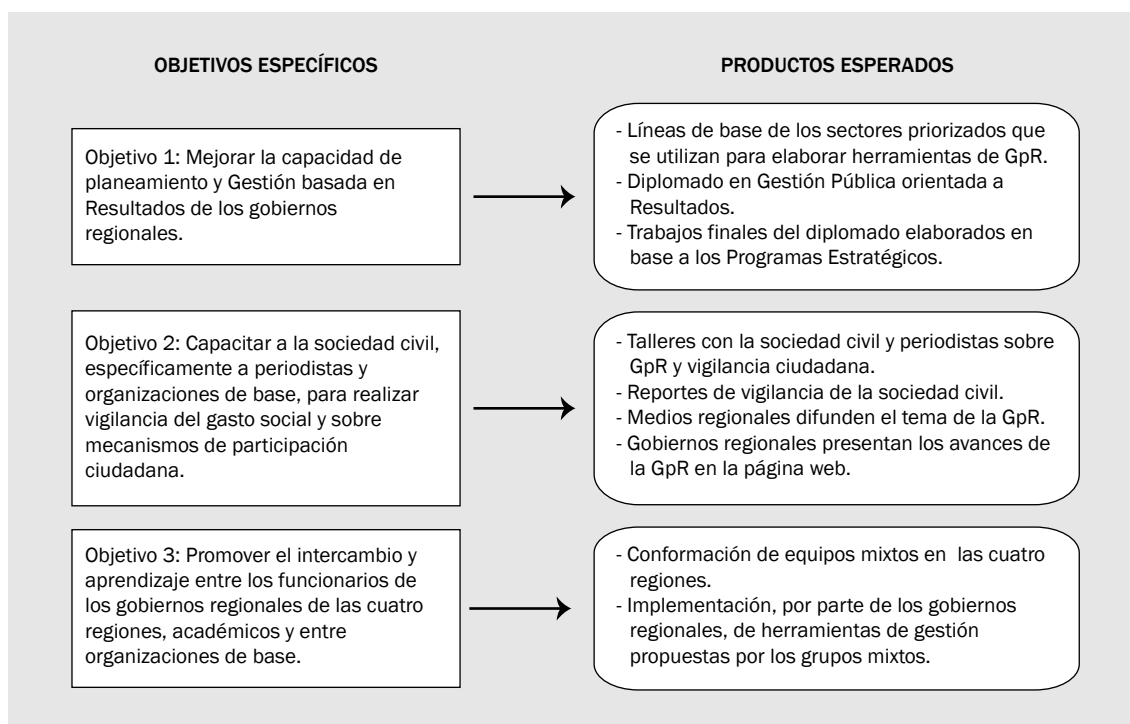 OBJETIVOS ESPECÍFICOS
PRODUCTOS ESPERADOS
Objetivo 1: Mejorar la capacidad de
planeamiento y Gestión basada en
Resultados de los gobiernos
regionales.
- Líneas de base de los sectores priorizados que
se utilizan para elaborar herramientas de GpR.
- Diplomado en Gestión Pública orientada a
Resultados.
- Trabajos finales del diplomado elaborados en
base a los Programas Estratégicos.
Objetivo 2: Capacitar a la sociedad civil,
específicamente a periodistas y
organizaciones de base, para realizar
vigilancia del gasto social y sobre
mecanismos de participación
ciudadana.
- Talleres con la sociedad civil y periodistas sobre
GpR y vigilancia ciudadana.
- Reportes de vigilancia de la sociedad civil.
- Medios regionales difunden el tema de la GpR.
- Gobiernos regionales presentan los avances de
la GpR en la página web.
Objetivo 3: Promover el intercambio y
aprendizaje entre los funcionarios de
los gobiernos regionales de las cuatro
regiones, académicos y entre
organizaciones de base.
- Conformación de equipos mixtos en las cuatro
regiones.
- Implementación, por parte de los gobiernos
regionales, de herramientas de gestión
propuestas por los grupos mixtos.